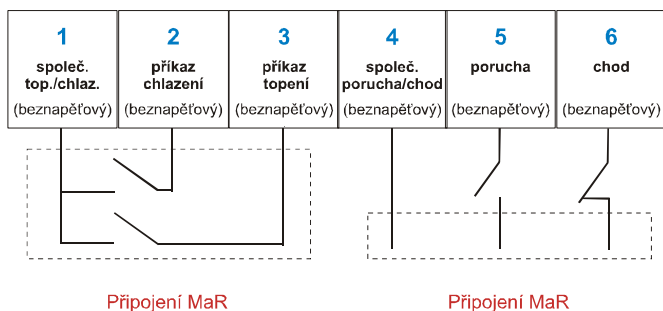 1 2 3 4 5 6
společ. příkaz příkaz společ. porucha chod
top./chlaz. chlazení topení porucha/chod
(beznapěťový) (beznapěťový) (beznapěťový) (beznapěťový) (beznapěťový) (beznapěťový)
Připojení MaR Připojení MaR